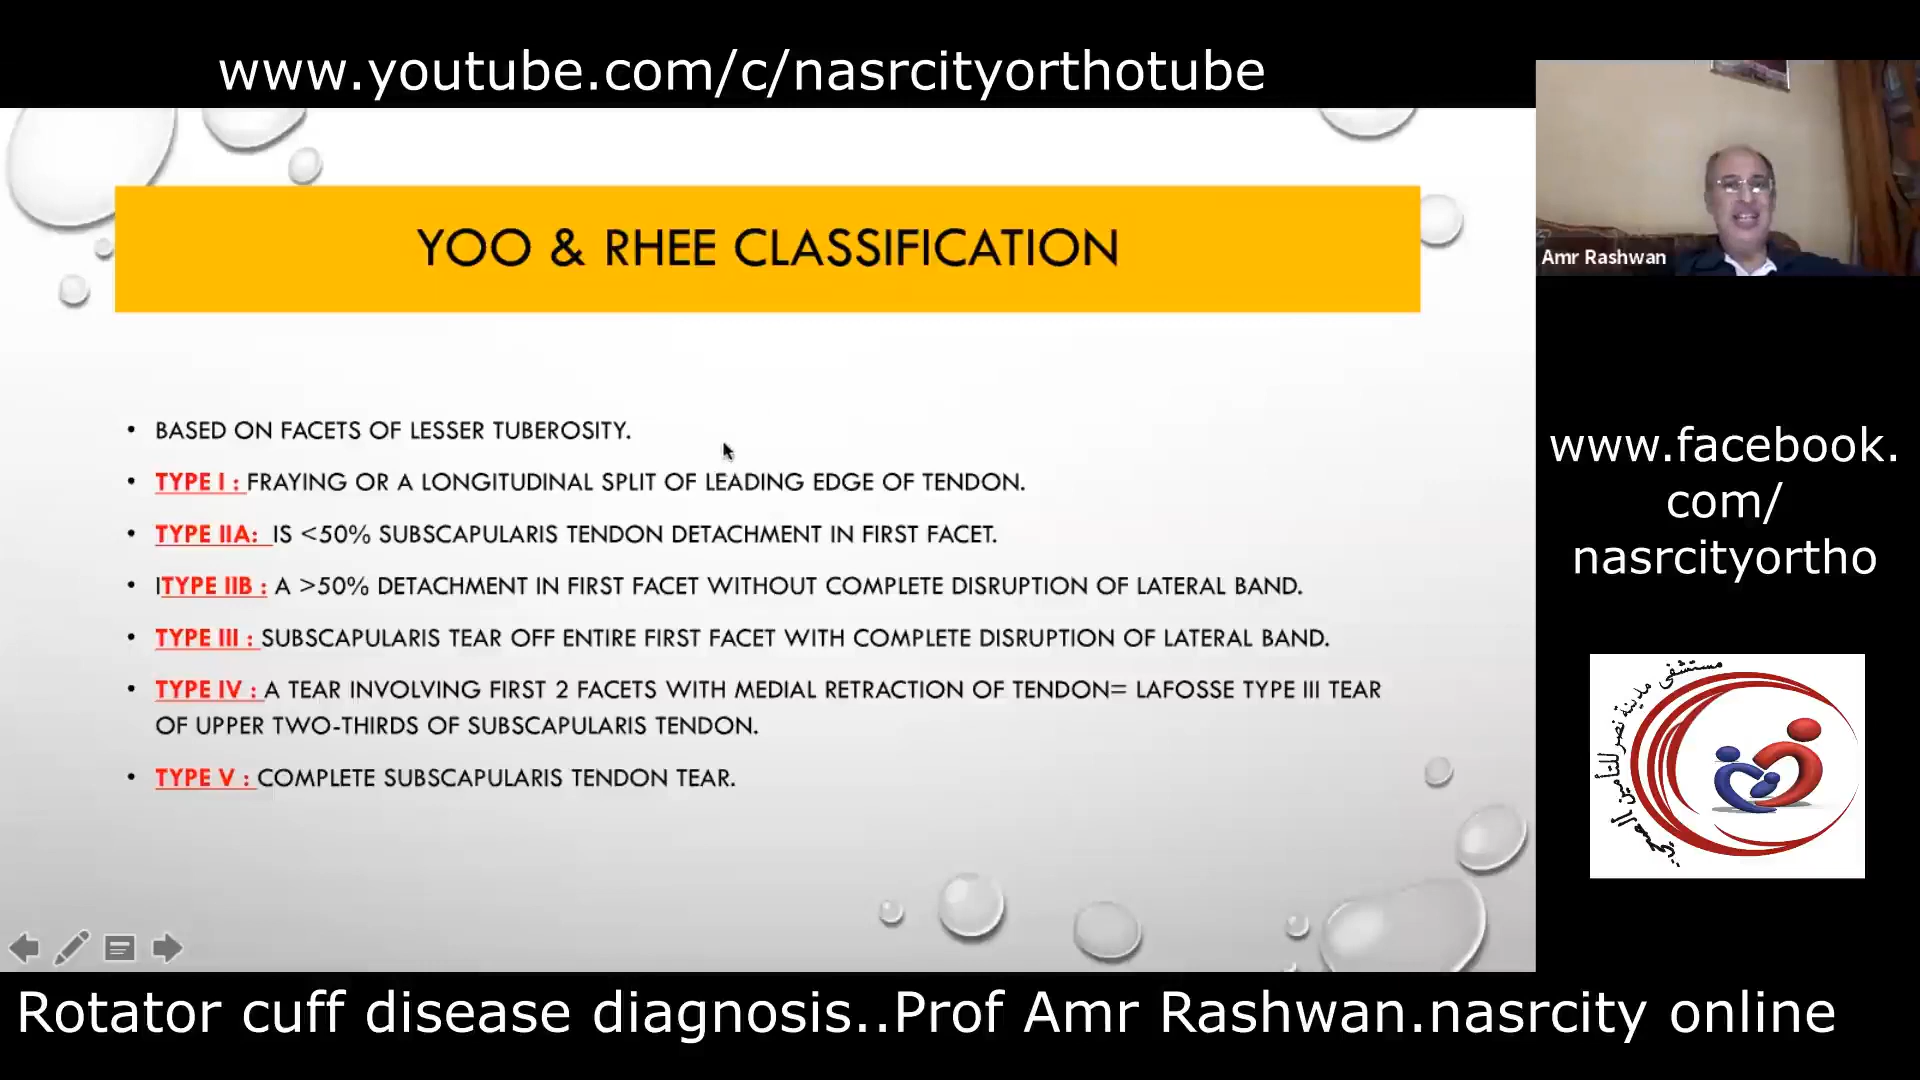 www.youtube.com/c/nasrcityorthotube
YOO & RHEE CLASSIFICATION
• BASED ON FACETS OF LESSER TUBEROSITY.
• TYPE I : FRAYING OR A LONGITUDINAL SPLIT OF LEADING EDGE OF TENDON.
• TYPE IIA: IS <50% SUBSCAPULARIS TENDON DETACHMENT IN FIRST FACET.
• ITYPE IIB : A >50% DETACHMENT IN FIRST FACET WITHOUT COMPLETE DISRUPTION OF LATERAL BAND.
• TYPE III : SUBSCAPULARIS TEAR OFF ENTIRE FIRST FACET WITH COMPLETE DISRUPTION OF LATERAL BAND.
• TYPE IV : A TEAR INVOLVING FIRST 2 FACETS WITH MEDIAL RETRACTION OF TENDON= LAFOSSE TYPE III TEAR
OF UPPER TWO-THIRDS OF SUBSCAPULARIS TENDON.
• TYPE V : COMPLETE SUBSCAPULARIS TENDON TEAR.
Amr Rashwan
www.facebook.
com/
nasrcityortho
مستشفى مدينة نصر للتأمين الصحي
Rotator cuff disease diagnosis..Prof Amr Rashwan.nasrcity online